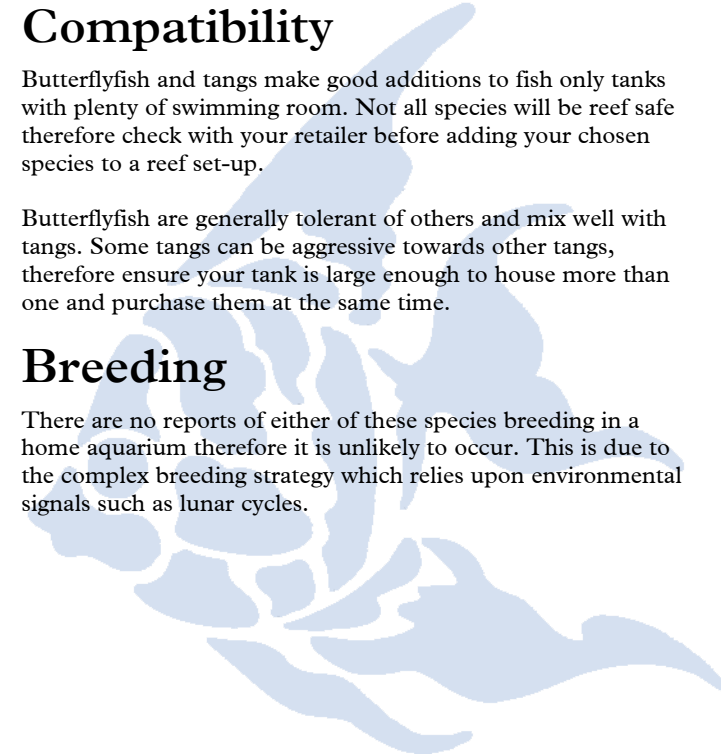 Compatibility
Butterflyfish and tangs make good additions to fish only tanks
with plenty of swimming room. Not all species will be reef safe
therefore check with your retailer before adding your chosen
species to a reef set-up.
Butterflyfish are generally tolerant of others and mix well with
tangs. Some tangs can be aggressive towards other tangs,
therefore ensure your tank is large enough to house more than
one and purchase them at the same time.
Breeding
There are no reports of either of these species breeding in a
home aquarium therefore it is unlikely to occur. This is due to
the complex breeding strategy which relies upon environmental
signals such as lunar cycles.